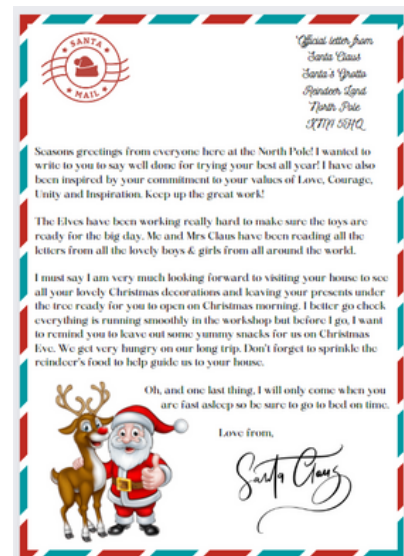 SANTA
MAIL
Official letter from
Santa Claus
Santa's Grotto
Reindeer Land
North Pole
XM4 5HQ
Seasons greetings from everyone here at the North Pole! I wanted to
write to you to say well done for trying your best all year! I have also
been inspired by your commitment to your values of Love, Courage,
Unity and Inspiration. Keep up the great work!
The Elves have been working really hard to make sure the toys are
ready for the big day. Me and Mrs Claus have been reading all the
letters from all the lovely boys & girls from all around the world.
I must say I am very much looking forward to visiting your house to see
all your lovely Christmas decorations and leaving your presents under
the tree ready for you to open on Christmas morning. I better go check
everything is running smoothly in the workshop but before I go, I want
to remind you to leave out some yummy snacks for us on Christmas
Eve. We get very hungry on our long trip. Don't forget to sprinkle the
reindeer's food to help guide us to your house.
Oh, and one last thing, I will only come when you
are fast asleep so be sure to go to bed on time.
Love from,
Santa Claus